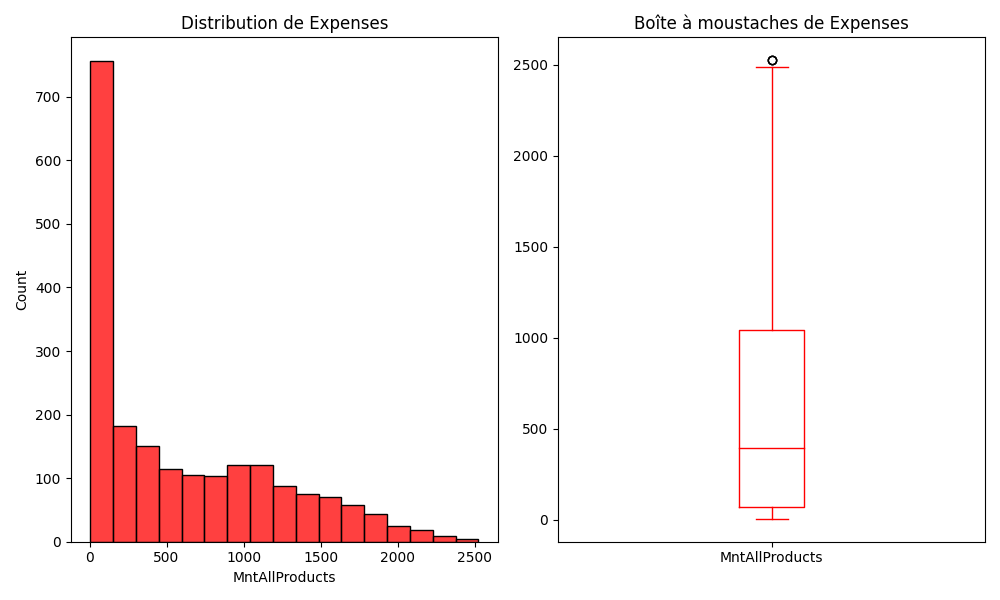 Distribution de Expenses
Count
700
600
500
400
300
200
100
0
0 500 1000 1500 2000 2500
MntAllProducts
Boîte à moustaches de Expenses
2500
2000
1500
1000
500
0
MntAllProducts